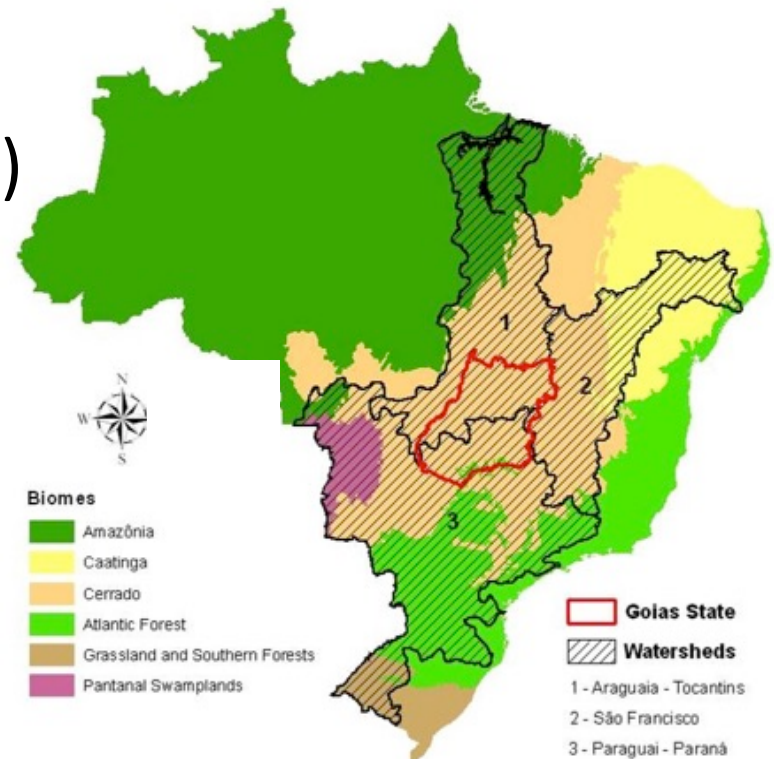 )
1
2
3
N
W
S
Biomes
Amazônia
Caatinga
Cerrado
Atlantic Forest
Grassland and Southern Forests
Pantanal Swamplands
Goias State
Watersheds
1 - Araguaia - Tocantins
2 - São Francisco
3 - Paraguai - Paraná